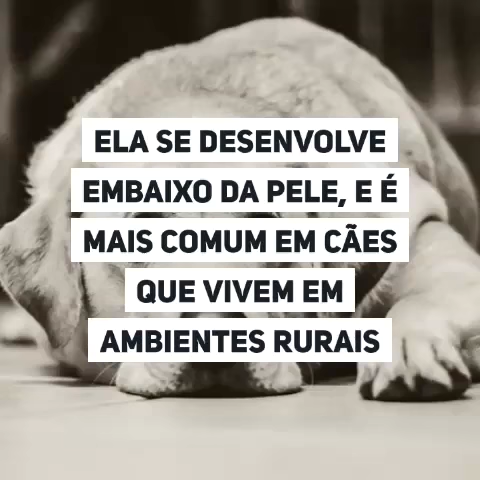 ELA SE DESENVOLVE
EMBAIXO DA PELE, E É
MAIS COMUM EM CÃES
QUE VIVEM EM
AMBIENTES RURAIS